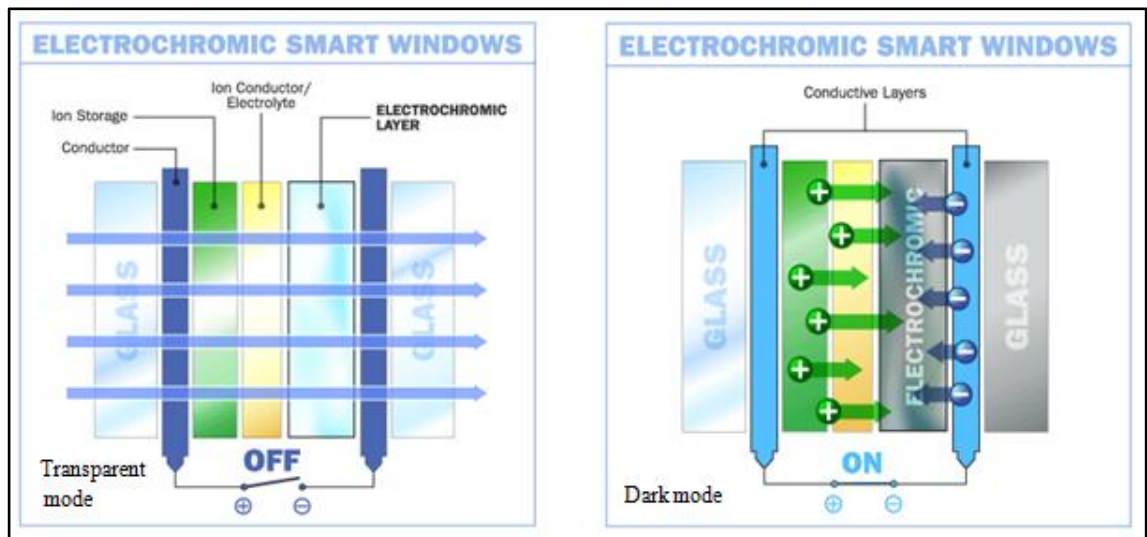 ELECTROCHROMIC SMART WINDOWS
Ion Conductor/
Electrolyte
Ion Storage
ELECTROCHROMIC
LAYER
Conductor
GLASS
GLASS
OFF
Transparent
mode
⊕ ⊖
ELECTROCHROMIC SMART WINDOWS
Conductive Layers
GLASS
+
+
+
+
+
+
ELECTROCHROMIC
−
−
−
−
−
GLASS
ON
Dark mode
⊕ ⊖